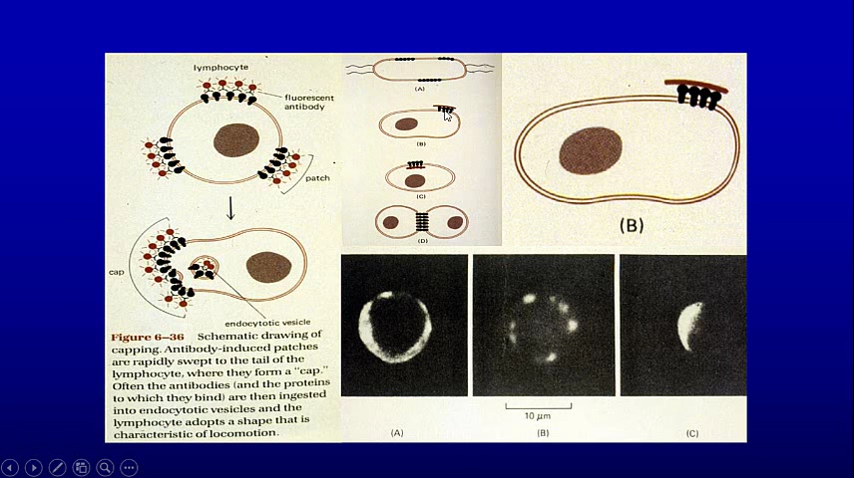 lymphocyte
fluorescent
antibody
patch
cap
endocytotic vesicle
Figure 6–36 Schematic drawing of
capping. Antibody-induced patches
are rapidly swept to the tail of the
lymphocyte, where they form a "cap."
Often the antibodies (and the proteins
to which they bind) are then ingested
into endocytotic vesicles and the
lymphocyte adopts a shape that is
characteristic of locomotion.
(A)
(B)
(C)
(D)
(B)
10 μm
(A)
(B)
(C)